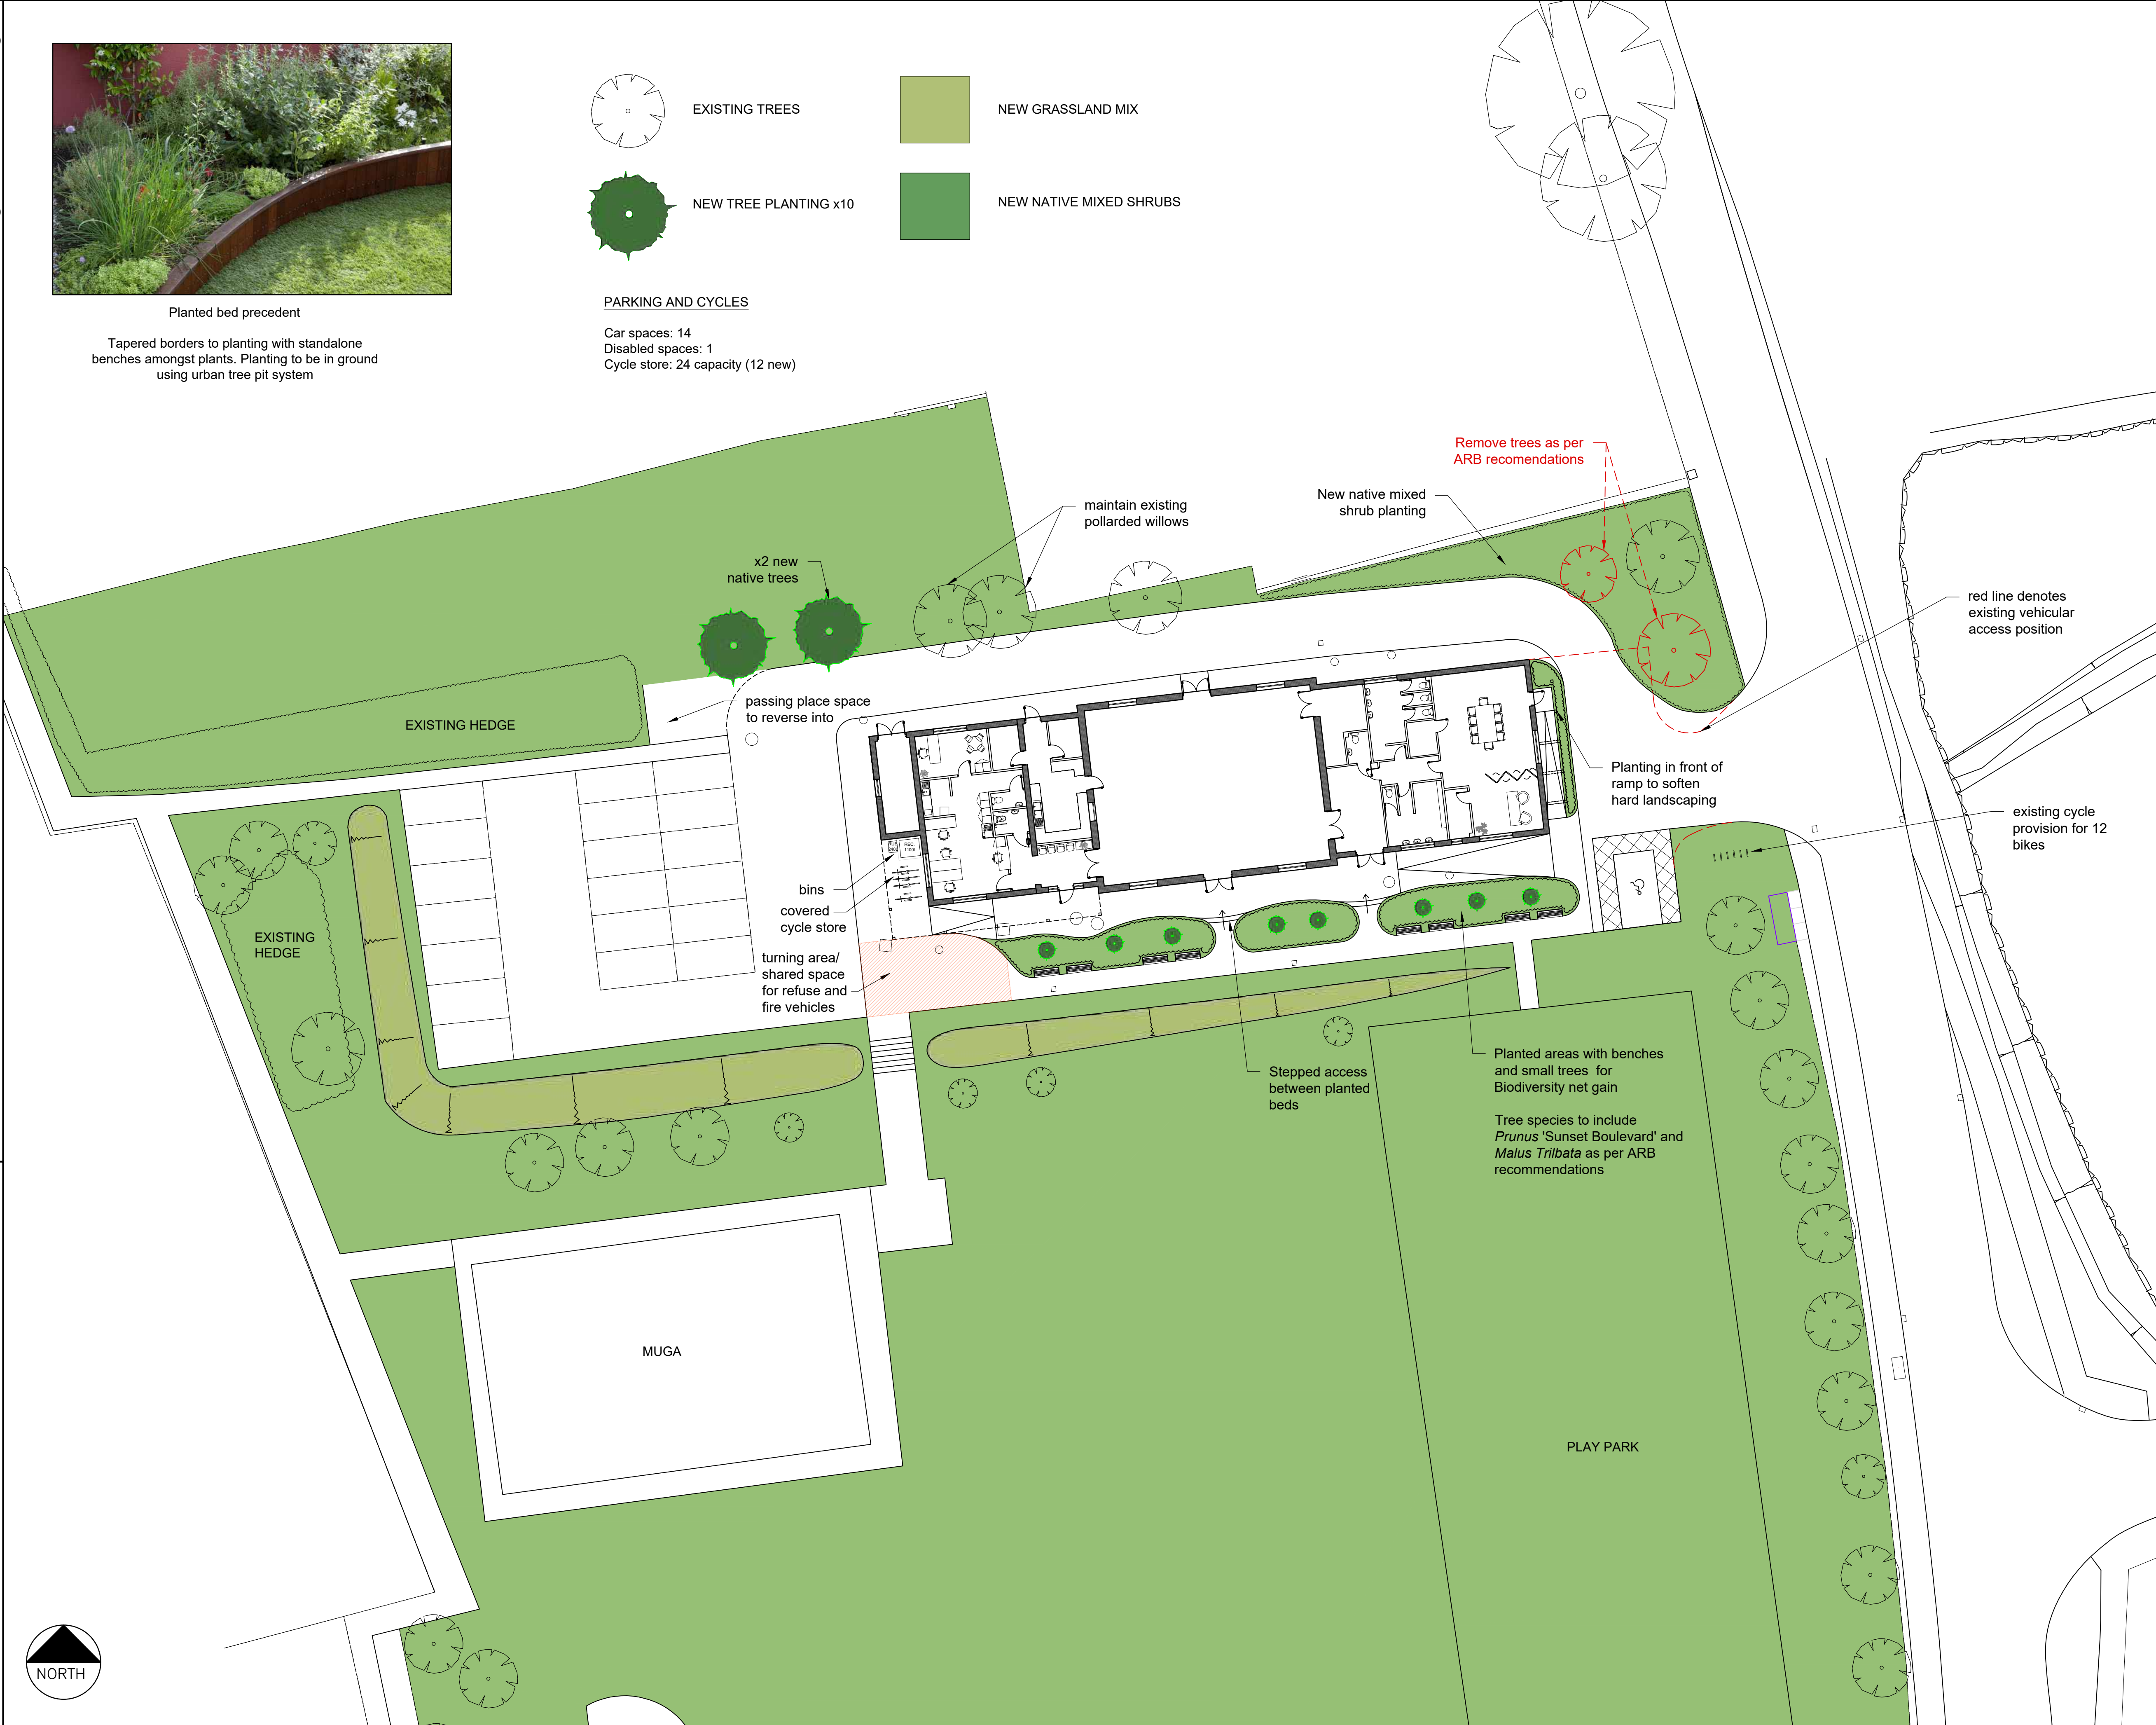 EXISTING TREES
NEW GRASSLAND MIX
NEW TREE PLANTING x10
NEW NATIVE MIXED SHRUBS
PARKING AND CYCLES
Car spaces: 14
Disabled spaces: 1
Cycle store: 24 capacity (12 new)
Planted bed precedent
Tapered borders to planting with standalone
benches amongst plants. Planting to be in ground
using urban tree pit system
Remove trees as per
ARB recomendations
maintain existing
pollarded willows
New native mixed
shrub planting
x2 new
native trees
red line denotes
existing vehicular
access position
passing place space
to reverse into
EXISTING HEDGE
Planting in front of
ramp to soften
hard landscaping
existing cycle
provision for 12
bikes
REC.
1100L
bins
covered
cycle store
EXISTING
HEDGE
turning area/
shared space
for refuse and
fire vehicles
Stepped access
between planted
beds
Planted areas with benches
and small trees for
Biodiversity net gain
Tree species to include
Prunus 'Sunset Boulevard' and
Malus Trilbata as per ARB
recommendations
MUGA
PLAY PARK
NORTH